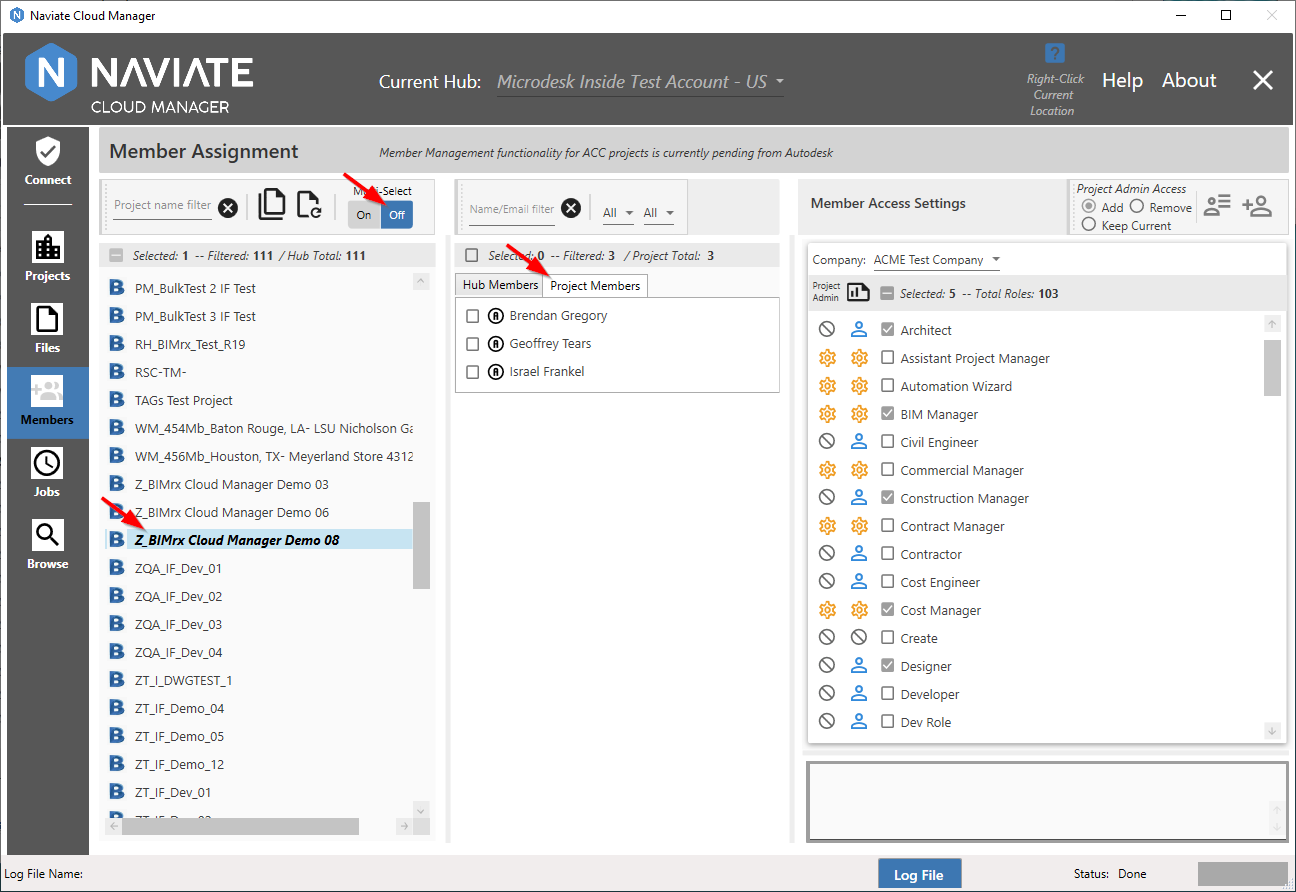 Naviate Cloud Manager
NAVIATE
CLOUD MANAGER
Current Hub: Microdesk Inside Test Account - US
?
Right-Click
Current
Location
Help About
Connect
Projects
Files
Members
Jobs
Browse
Member Assignment
Member Management functionality for ACC projects is currently pending from Autodesk
Project name filter
On Off
Selected: 1 -- Filtered: 111 / Hub Total: 111
PM_BulkTest 2 IF Test
PM_BulkTest 3 IF Test
RH_BIMrx_Test_R19
RSC-TM-
TAGs Test Project
WM_454Mb_Baton Rouge, LA- LSU Nicholson Ga
WM_456Mb_Houston, TX- Meyerland Store 4312
Z_BIMrx Cloud Manager Demo 03
Z_BIMrx Cloud Manager Demo 06
Z_BIMrx Cloud Manager Demo 08
ZQA_IF_Dev_01
ZQA_IF_Dev_02
ZQA_IF_Dev_03
ZQA_IF_Dev_04
ZT_I_DWGTEST_1
ZT_IF_Demo_04
ZT_IF_Demo_05
ZT_IF_Demo_12
ZT_IF_Dev_01
Name/Email filter
All All
Selected: 0 -- Filtered: 3 / Project Total: 3
Hub Members Project Members
Brendan Gregory
Geoffrey Tears
Israel Frankel
Member Access Settings
Project Admin Access
Add Remove
Keep Current
Company: ACME Test Company
Project
Admin
Selected: 5 -- Total Roles: 103
Architect
Assistant Project Manager
Automation Wizard
BIM Manager
Civil Engineer
Commercial Manager
Construction Manager
Contract Manager
Contractor
Cost Engineer
Cost Manager
Create
Designer
Developer
Dev Role
Log File Name:
Log File
Status: Done